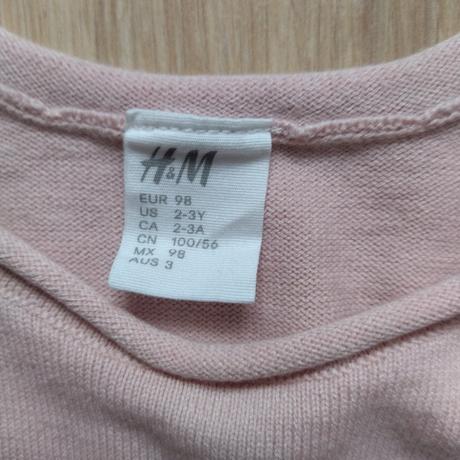 H&M
EUR 98
US 2-3Y
CA 2-3A
CN 100/56
MX 98
AUS 3